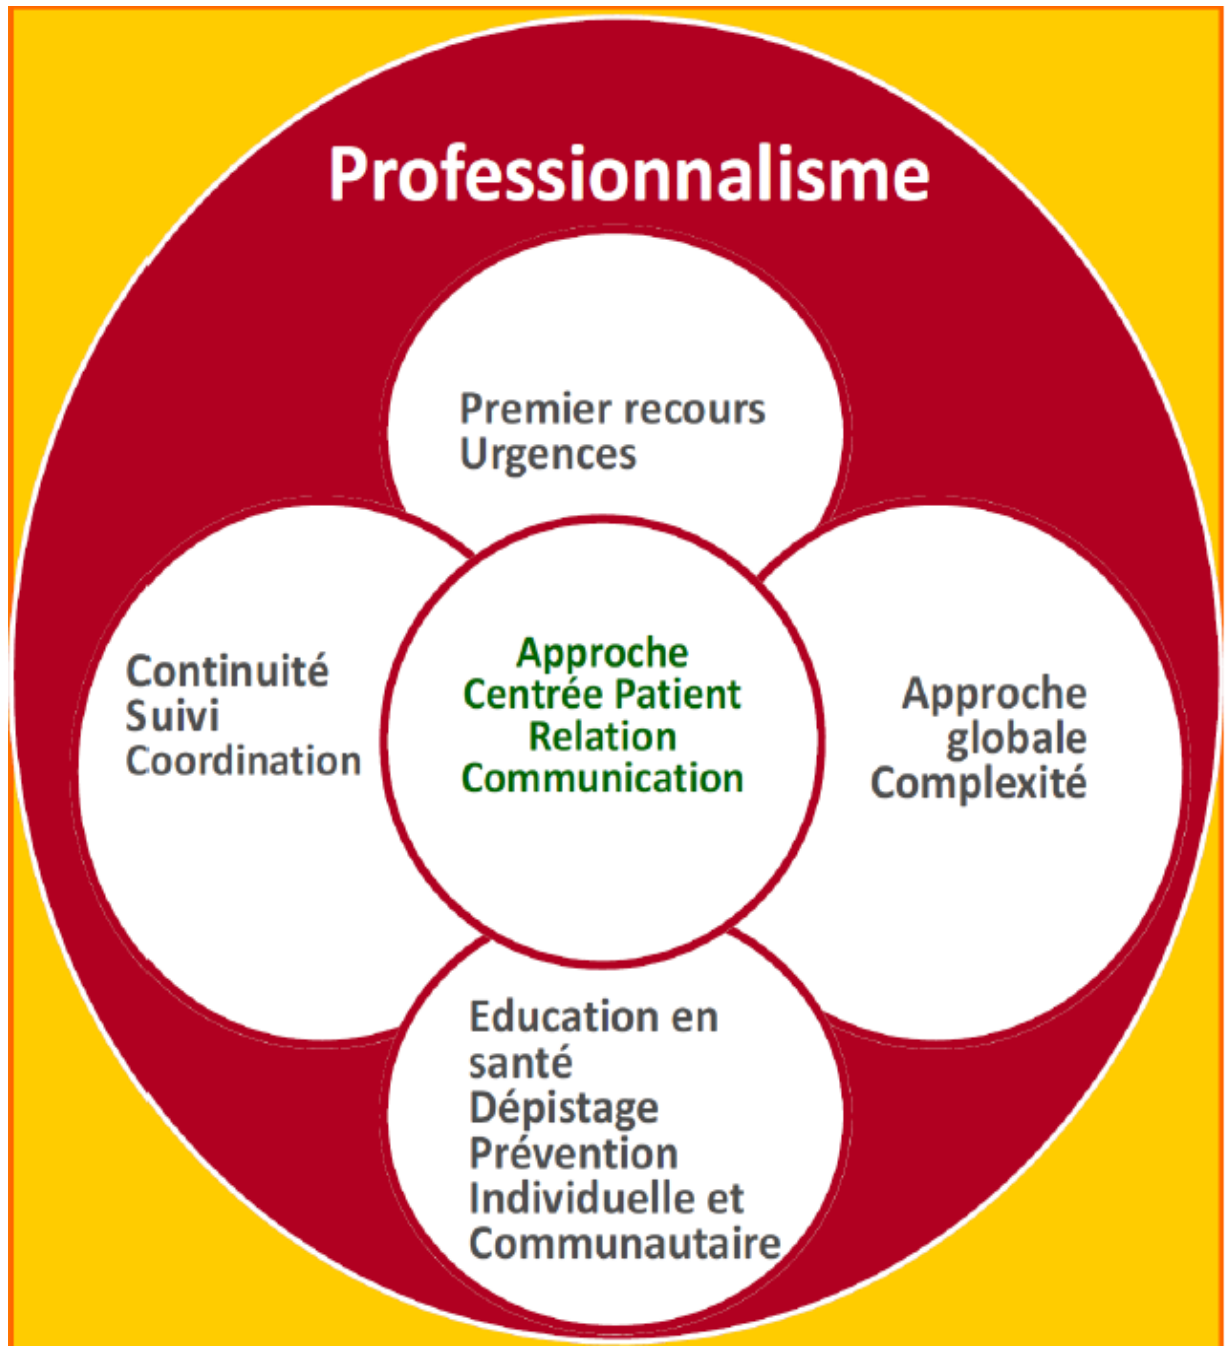 Professionnalisme
Premier recours
Urgences
Continuité
Suivi
Coordination
Approche
Centrée Patient
Relation
Communication
Approche
globale
Complexité
Education en
santé
Dépistage
Prévention
Individuelle et
Communautaire